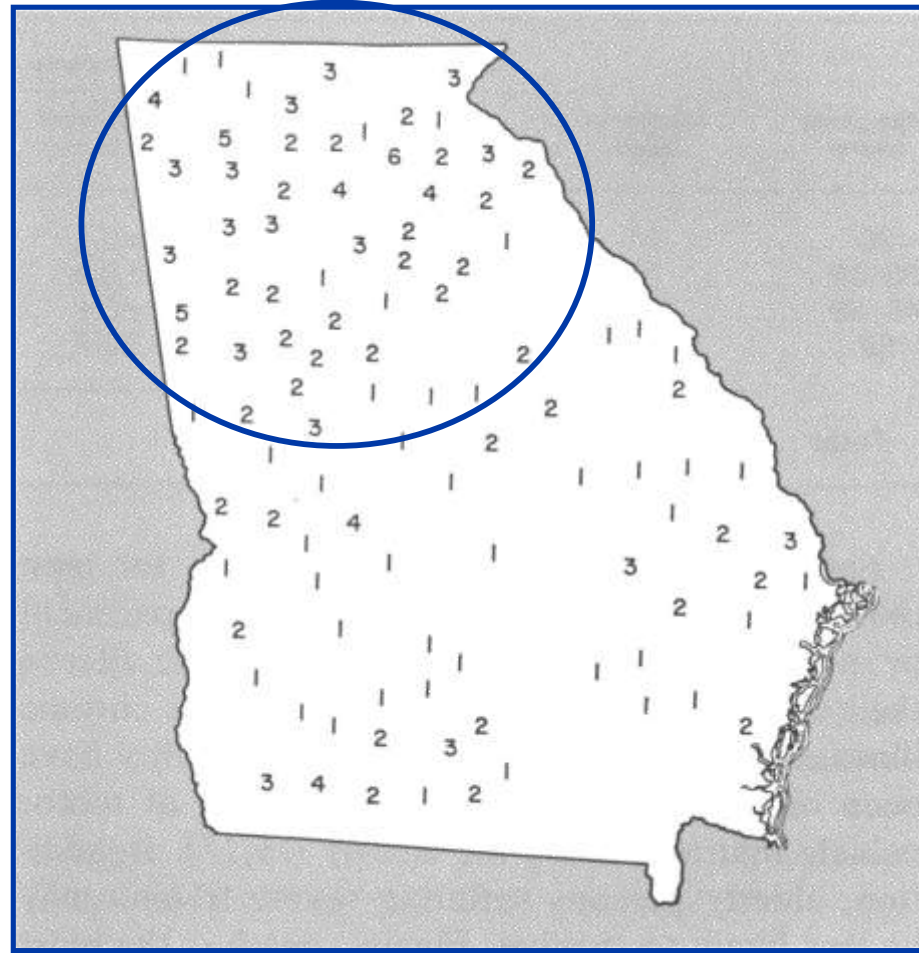 1 1 3 3
4 1 3 2 1
2 5 2 2 1 6 2 3 2
3 3 2 4 4 2
3 3 3 2 1
3 2 2
2 2 1 1 2
5 2
2 3 2 2 2 2 1 1 1
2 1 1 1 2 2
1 2 3 1 2
1 1 1 1 1 1 1
2 2 4 1 2 3
1 1 1 3 2 1
1 2 1
2 1 1 1 1
1 1 1 1 1
1 1 2 3 2 2
3 4 2 1 2 1